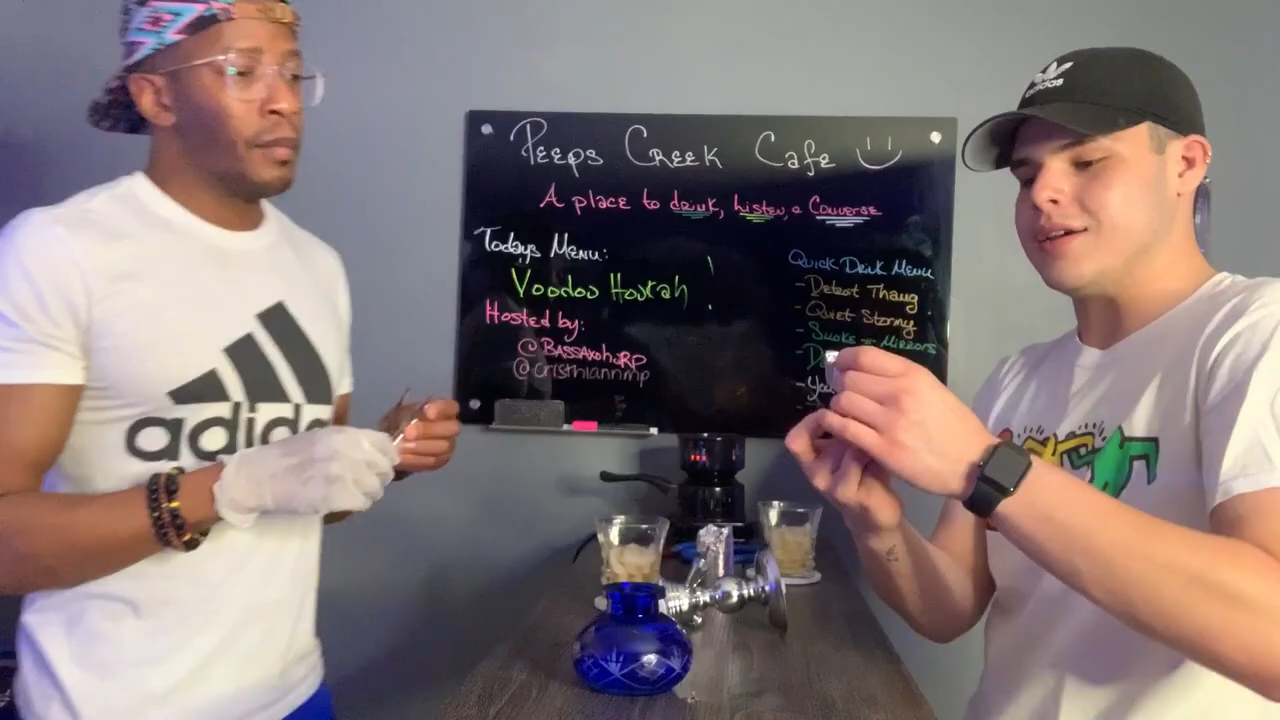 Peeps Creek Cafe
A place to drink, Listen, & Converse
Todays Menu:
Voodoo Hookah !
Hosted by:
@BASSAXOHARP
@cristhiannmp
Quick Drink Menu
- Detroit Thang
- Quiet Stormy
- Smoke & Mirrors
adidas
adidas